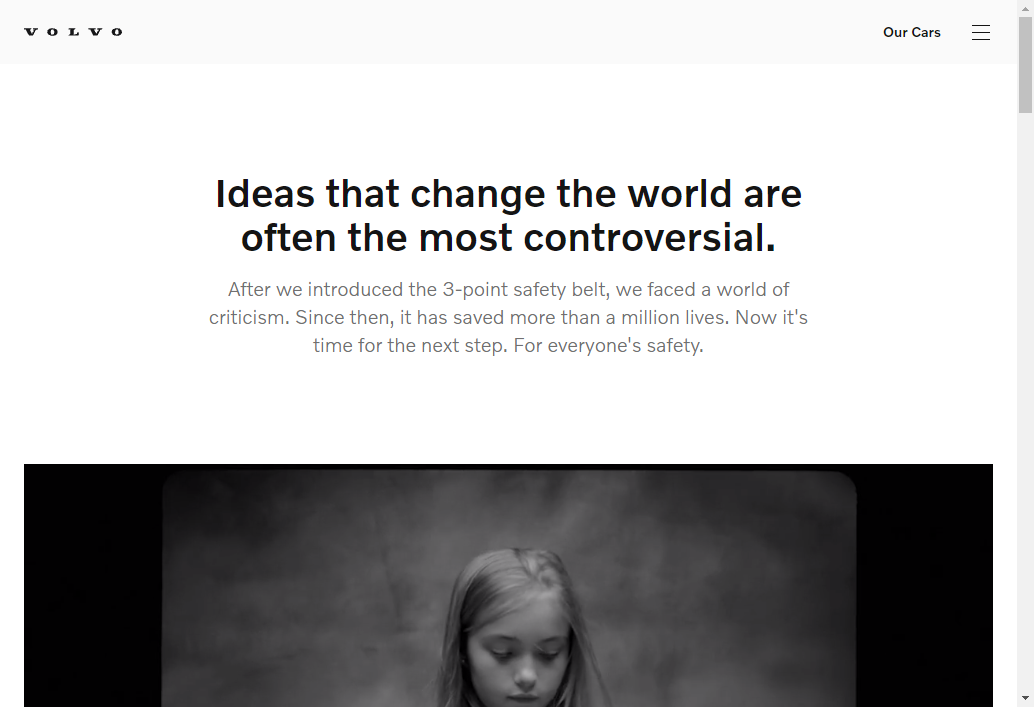 VOLVO
Our Cars
Ideas that change the world are
often the most controversial.
After we introduced the 3-point safety belt, we faced a world of
criticism. Since then, it has saved more than a million lives. Now it's
time for the next step. For everyone's safety.